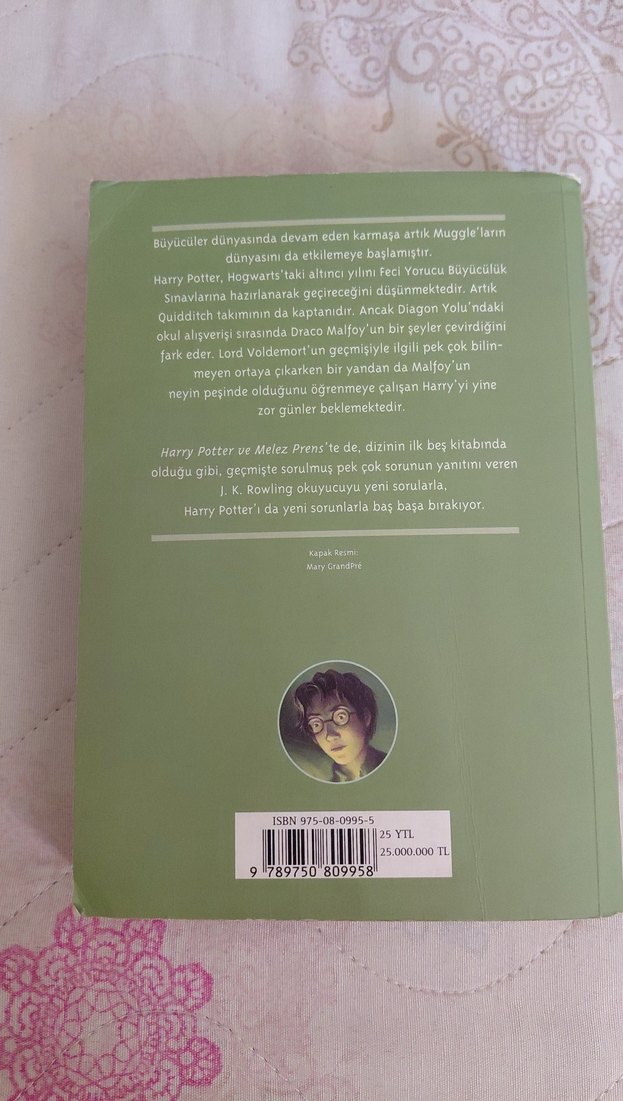 Büyücüler dünyasında devam eden karmaşa artık Muggle'ların
dünyasını da etkilemeye başlamıştır.
Harry Potter, Hogwarts'taki altıncı yılını Feci Yorucu Büyücülük
Sınavlarına hazırlanarak geçireceğini düşünmektedir. Artık
Quidditch takımının da kaptanıdır. Ancak Diagon Yolu'ndaki
okul alışverişi sırasında Draco Malfoy'un bir şeyler çevirdiğini
fark eder. Lord Voldemort'un geçmişiyle ilgili pek çok bilin-
meyen ortaya çıkarken bir yandan da Malfoy'un
neyin peşinde olduğunu öğrenmeye çalışan Harry'yi yine
zor günler beklemektedir.
Harry Potter ve Melez Prens'te de, dizinin ilk beş kitabında
olduğu gibi, geçmişte sorulmuş pek çok sorunun yanıtını veren
J. K. Rowling okuyucuyu yeni sorularla,
Harry Potter'ı da yeni sorunlarla baş başa bırakıyor.
Kapak Resmi:
Mary GrandPré
ISBN 975-08-0995-5
25 YTL
25.000.000 TL
9 789750 809958